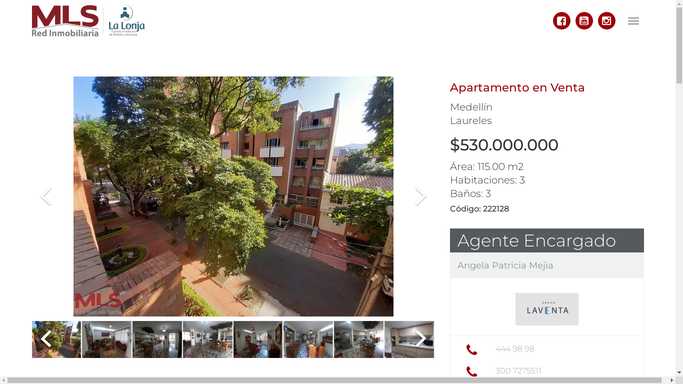 MLS
Red Inmobiliaria
La Lonja
Apartamento en Venta
Medellín
Laureles
$530.000.000
Área: 115.00 m2
Habitaciones: 3
Baños: 3
Código: 222128
Agente Encargado
Angela Patricia Mejia
MLS
LAVENTA
444 98 98
300 7275511